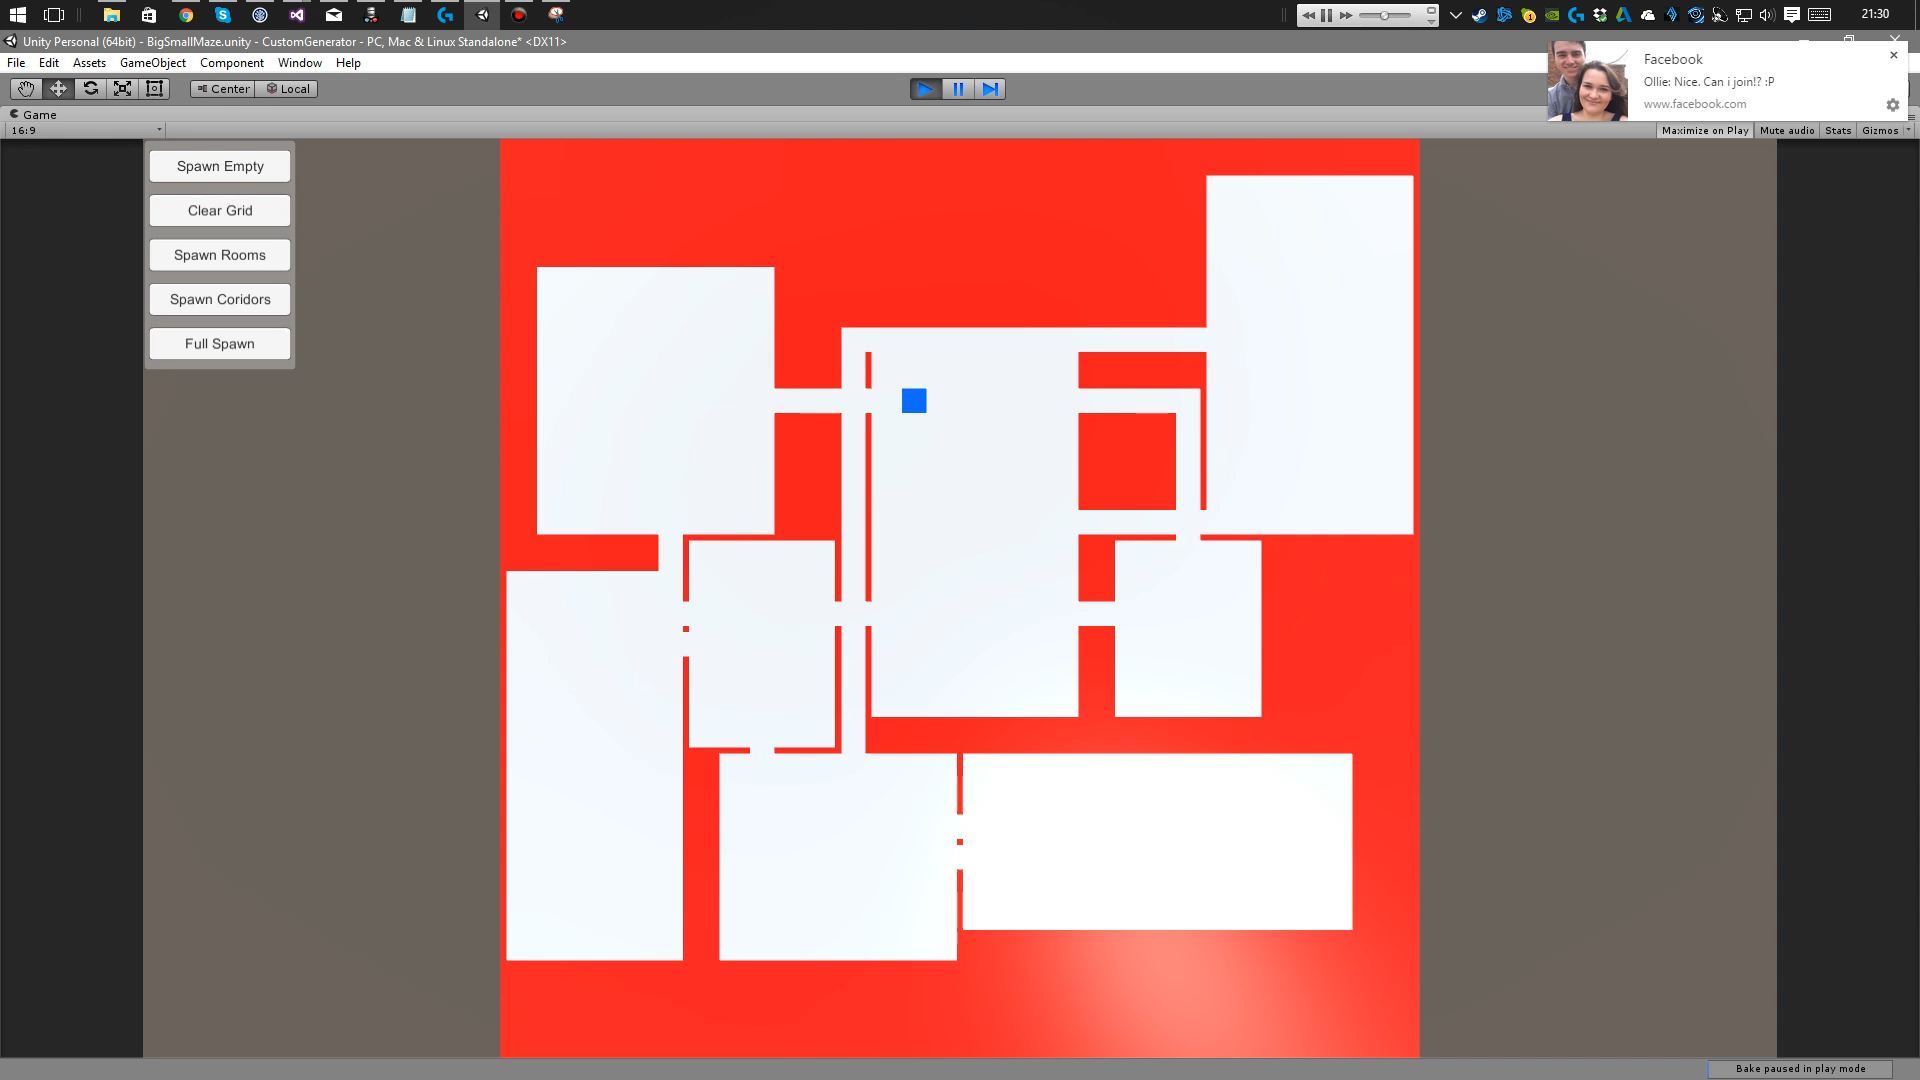 21:30
Unity Personal (64bit) - BigSmallMaze.unity - CustomGenerator - PC, Mac & Linux Standalone* <DX11>
File Edit Assets GameObject Component Window Help
Facebook
Ollie: Nice. Can i join!? :P
www.facebook.com
Center Local
Game
16:9
Maximize on Play Mute audio Stats Gizmos
Spawn Empty
Clear Grid
Spawn Rooms
Spawn Coridors
Full Spawn
Bake paused in play mode